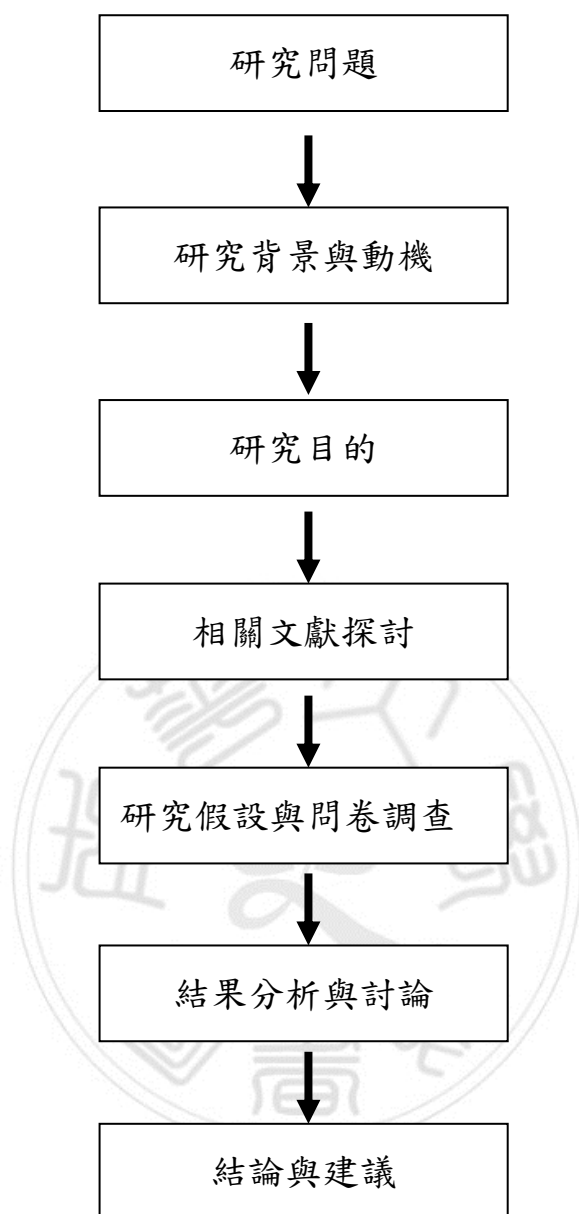 研究問題
研究背景與動機
研究目的
相關文獻探討
研究假設與問卷調查
結果分析與討論
結論與建議